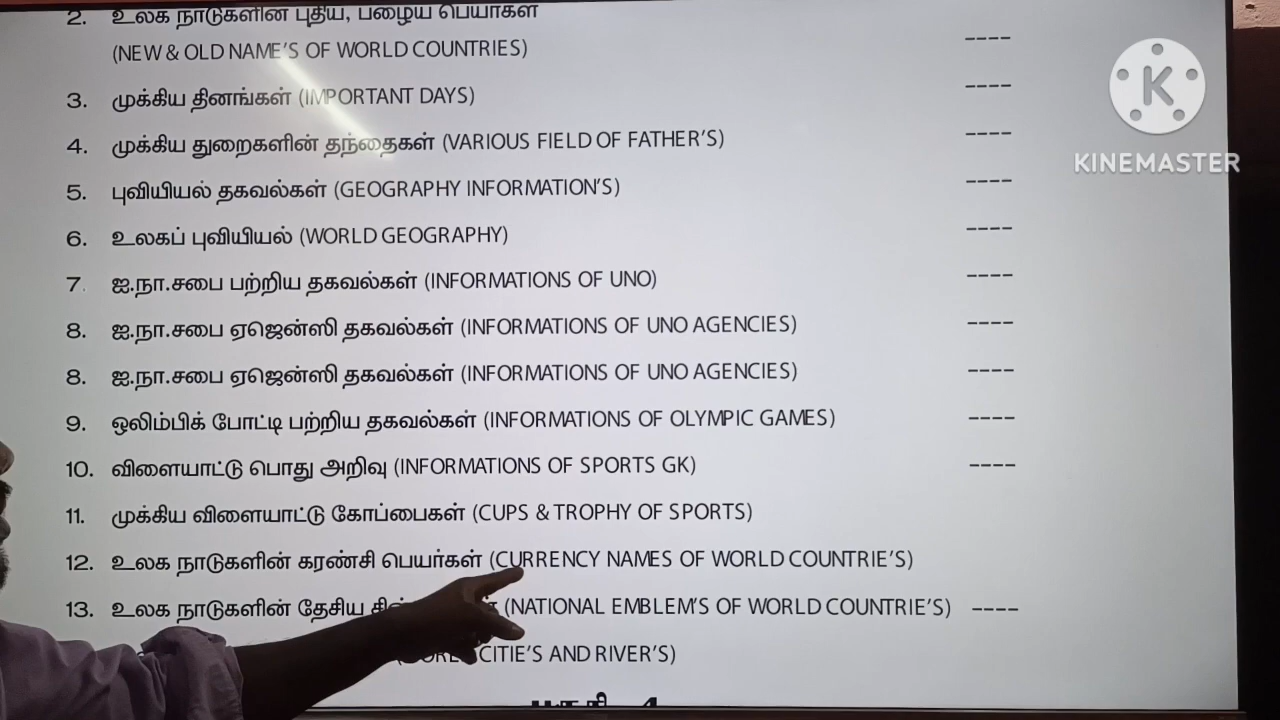 2. உலக நாடுகளின் புதிய, பழைய பெயர்கள்
(NEW & OLD NAME'S OF WORLD COUNTRIES) ----
3. முக்கிய தினங்கள் (IMPORTANT DAYS) ----
4. முக்கிய துறைகளின் தந்தைகள் (VARIOUS FIELD OF FATHER'S) ----
5. புவியியல் தகவல்கள் (GEOGRAPHY INFORMATION'S) ----
6. உலகப் புவியியல் (WORLD GEOGRAPHY) ----
7. ஐ.நா.சபை பற்றிய தகவல்கள் (INFORMATIONS OF UNO) ----
8. ஐ.நா.சபை ஏஜென்ஸி தகவல்கள் (INFORMATIONS OF UNO AGENCIES) ----
8. ஐ.நா.சபை ஏஜென்ஸி தகவல்கள் (INFORMATIONS OF UNO AGENCIES) ----
9. ஒலிம்பிக் போட்டி பற்றிய தகவல்கள் (INFORMATIONS OF OLYMPIC GAMES) ----
10. விளையாட்டு பொது அறிவு (INFORMATIONS OF SPORTS GK) ----
11. முக்கிய விளையாட்டு கோப்பைகள் (CUPS & TROPHY OF SPORTS)
12. உலக நாடுகளின் கரண்சி பெயர்கள் (CURRENCY NAMES OF WORLD COUNTRIE'S)
13. உலக நாடுகளின் தேசிய (NATIONAL EMBLEM'S OF WORLD COUNTRIE'S) ----
CITIE'S AND RIVER'S)
K
KINEMASTER